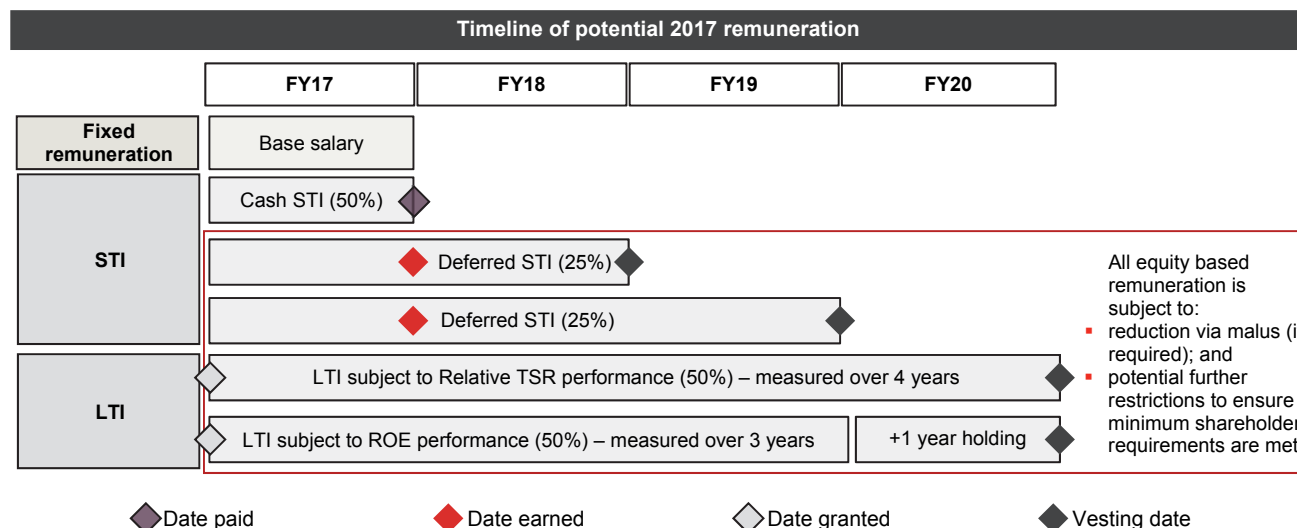 Timeline of potential 2017 remuneration
FY17 FY18 FY19 FY20
Fixed
remuneration
Base salary
STI
Cash STI (50%)
Deferred STI (25%)
Deferred STI (25%)
LTI
LTI subject to Relative TSR performance (50%) – measured over 4 years
LTI subject to ROE performance (50%) – measured over 3 years
+1 year holding
All equity based
remuneration is
subject to:
reduction via malus (i
required); and
potential further
restrictions to ensure
minimum shareholder
requirements are met
Date paid Date earned Date granted Vesting date